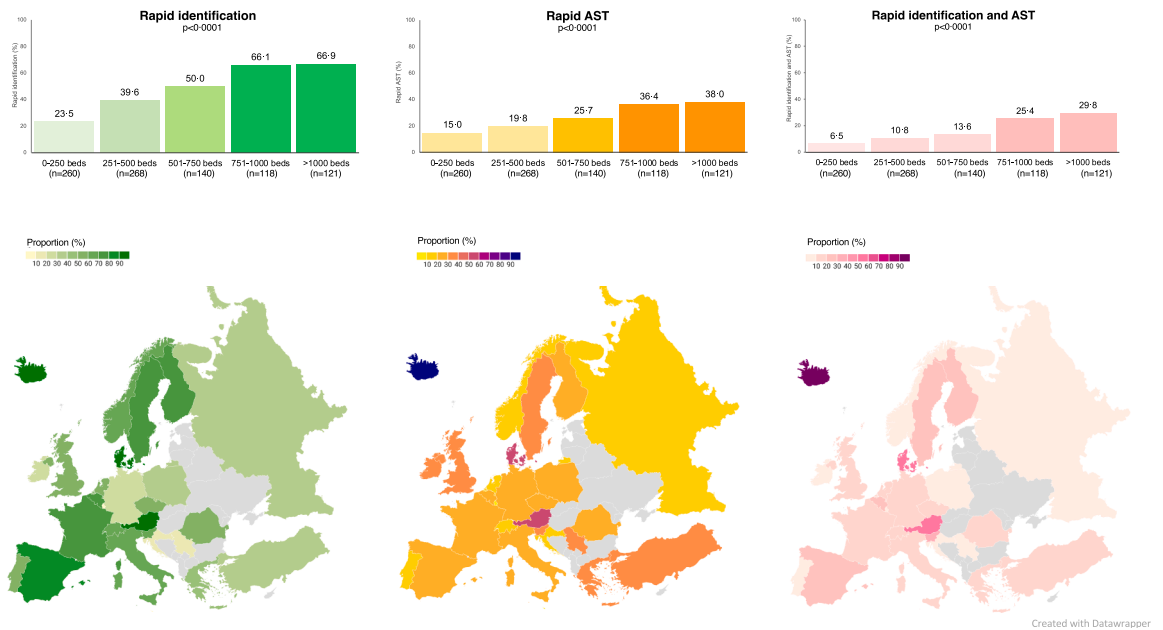 Rapid identification
p<0·0001
Rapid identification (%)
100
80
60
40
20
0
23·5
39·6
50·0
66·1
66·9
0-250 beds
(n=260)
251-500 beds
(n=268)
501-750 beds
(n=140)
751-1000 beds
(n=118)
>1000 beds
(n=121)
Rapid AST
p<0·0001
Rapid AST (%)
100
80
60
40
20
0
15·0
19·8
25·7
36·4
38·0
0-250 beds
(n=260)
251-500 beds
(n=268)
501-750 beds
(n=140)
751-1000 beds
(n=118)
>1000 beds
(n=121)
Rapid identification and AST
p<0·0001
Rapid identification and AST (%)
100
80
60
40
20
0
6·5
10·8
13·6
25·4
29·8
0-250 beds
(n=260)
251-500 beds
(n=268)
501-750 beds
(n=140)
751-1000 beds
(n=118)
>1000 beds
(n=121)
Proportion (%)
10 20 30 40 50 60 70 80 90
Proportion (%)
10 20 30 40 50 60 70 80 90
Proportion (%)
10 20 30 40 50 60 70 80 90
Created with Datawrapper